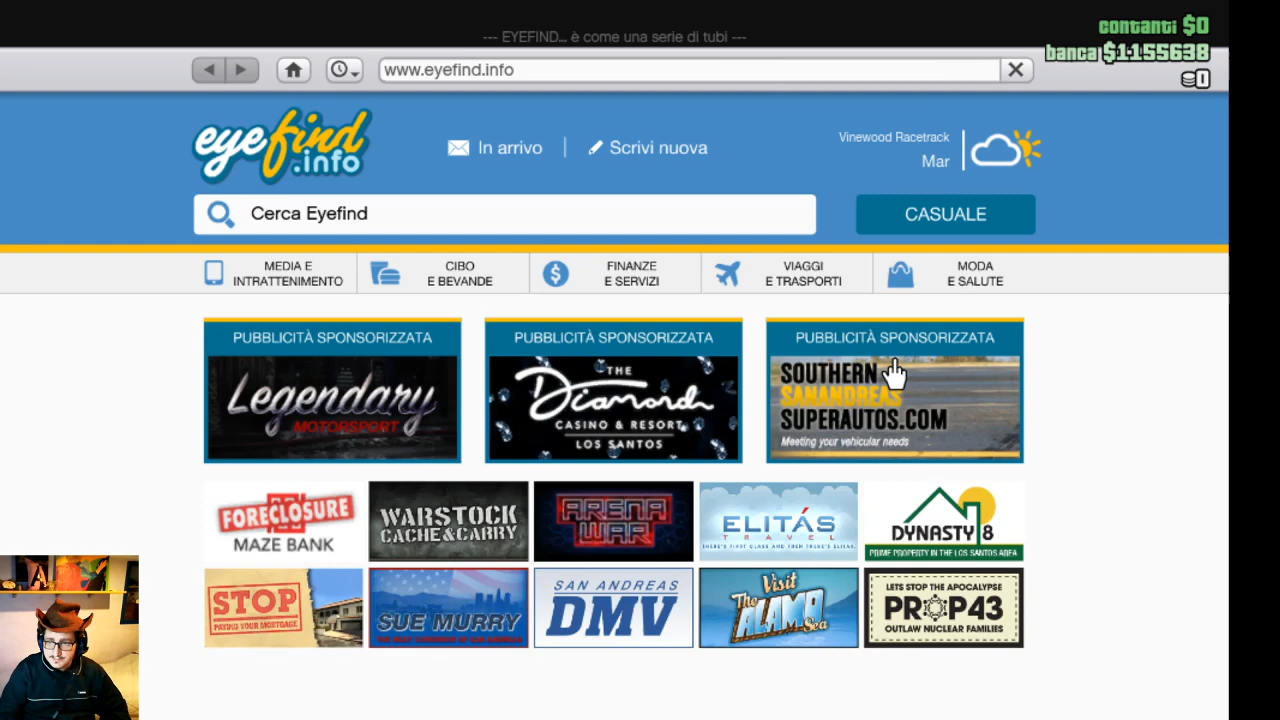 contanti $0
--- EYEFIND... è come una serie di tubi ---
banca $1155638
0
www.eyefind.info
eyefind
.info
In arrivo
Scrivi nuova
Vinewood Racetrack
Mar
Cerca Eyefind
CASUALE
MEDIA E
INTRATTENIMENTO
CIBO
E BEVANDE
FINANZE
E SERVIZI
VIAGGI
E TRASPORTI
MODA
E SALUTE
PUBBLICITÀ SPONSORIZZATA
Legendary
MOTORSPORT
PUBBLICITÀ SPONSORIZZATA
THE
Diamond
CASINO & RESORT
LOS SANTOS
PUBBLICITÀ SPONSORIZZATA
SOUTHERN
SANANDREAS
SUPERAUTOS.COM
Meeting your vehicular needs
FORECLOSURE
MAZE BANK
WARSTOCK
CACHE&CARRY
ARENA
WAR
ELITÁS
TRAVEL
THERE'S FIRST CLASS AND THEN THERE'S ELITAS.
DYNASTY 8
PRIME PROPERTY IN THE LOS SANTOS AREA
STOP
PAYING YOUR MORTGAGE
SUE MURRY
SAN ANDREAS
DMV
Visit
The ALAMO
Sea
LETS STOP THE APOCALYPSE
PROP43
OUTLAW NUCLEAR FAMILIES